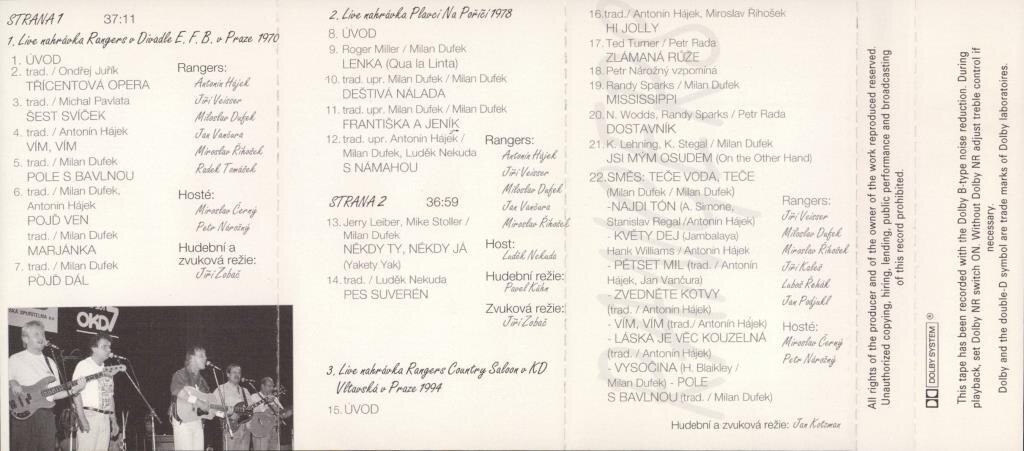 STRANA 1 37:11
1. Live nahrávka Rangers v Divadle E. F. B. v Praze 1970
1. ÚVOD
2. trad. / Ondřej Juřík
TŘÍCENTOVÁ OPERA
3. trad. / Michal Pavlata
ŠEST SVÍČEK
4. trad. / Antonín Hájek
VÍM, VÍM
5. trad. / Milan Dufek
POLE S BAVLNOU
6. trad. / Milan Dufek,
Antonín Hájek
POJĎ VEN
trad. / Milan Dufek
MARJÁNKA
7. trad. / Milan Dufek
POJĎ DÁL
Rangers:
Antonín Hájek
Jiří Veisser
Miloslav Dufek
Jan Vančura
Miroslav Řihošek
Radek Tomášek
Hosté:
Miroslav Černý
Petr Nárožný
Hudební a
zvuková režie:
Jiří Zobač
OKD
2. Live nahrávka Plavci Na Poříčí 1978
8. ÚVOD
9. Roger Miller / Milan Dufek
LENKA (Qua la Linta)
10. trad. upr. Milan Dufek / Milan Dufek
DEŠTIVÁ NÁLADA
11. trad. upr. Milan Dufek / Milan Dufek
FRANTIŠKA A JENÍK
12. trad. upr. Antonín Hájek /
Milan Dufek, Luděk Nekuda
S NÁMAHOU
STRANA 2 36:59
13. Jerry Leiber, Mike Stoller /
Milan Dufek
NĚKDY TY, NĚKDY JÁ
(Yakety Yak)
14. trad. / Luděk Nekuda
PES SUVERÉN
Rangers:
Antonín Hájek
Jiří Veisser
Miloslav Dufek
Jan Vančura
Miroslav Řihošek
Host:
Luděk Nekuda
Hudební režie:
Pavel Kühn
Zvuková režie:
Jiří Zobač
3. Live nahrávka Rangers Country Saloon v KD
Vltavská v Praze 1994
15. ÚVOD
16. trad./ Antonín Hájek, Miroslav Řihošek
HI JOLLY
17. Ted Turner / Petr Rada
ZLÁMANÁ RŮŽE
18. Petr Nárožný vzpomíná
19. Randy Sparks / Milan Dufek
MISSISSIPPI
20. N. Wodds, Randy Sparks / Petr Rada
DOSTAVNÍK
21. K. Lehning, K. Stegal / Milan Dufek
JSI MÝM OSUDEM (On the Other Hand)
22. SMĚS: TEČE VODA, TEČE
(Milan Dufek / Milan Dufek)
-NAJDI TÓN (A. Simone,
Stanislav Regal /Antonín Hájek)
- KVĚTY DEJ (Jambalaya)
Hank Williams / Antonín Hájek
- PĚTSET MIL (trad. / Antonín
Hájek, Jan Vančura)
- ZVEDNĚTE KOTVY
(trad. / Antonín Hájek)
- VÍM, VÍM (trad./ Antonín Hájek)
- LÁSKA JE VĚC KOUZELNÁ
(trad. / Antonín Hájek)
- VYSOČINA (H. Blaikley /
Milan Dufek) - POLE
S BAVLNOU (trad. / Milan Dufek)
Rangers:
Jiří Veisser
Miloslav Dufek
Miroslav Řihošek
Jiří Kaleš
Luboš Řehák
Jan Podjukl
Hosté:
Miroslav Černý
Petr Nárožný
Hudební a zvuková režie: Jan Kotzman
All rights of the producer and of the owner of the work reproduced reserved.
Unauthorized copying, hiring, lending, public performance and broadcasting
of this record prohibited.
DOLBY SYSTEM ®
This tape has been recorded with the Dolby B-type noise reduction. During
playback, set Dolby NR switch ON. Without Dolby NR adjust treble control if
necessary.
Dolby and the double-D symbol are trade marks of Dolby laboratoires.